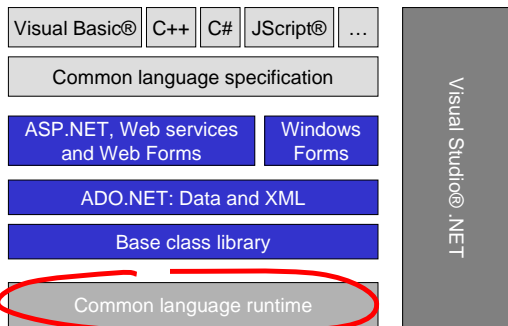 Visual Basic® C++ C# JScript® …
Common language specification
ASP.NET, Web services
and Web Forms
Windows
Forms
ADO.NET: Data and XML
Base class library
Common language runtime
Visual Studio® .NET